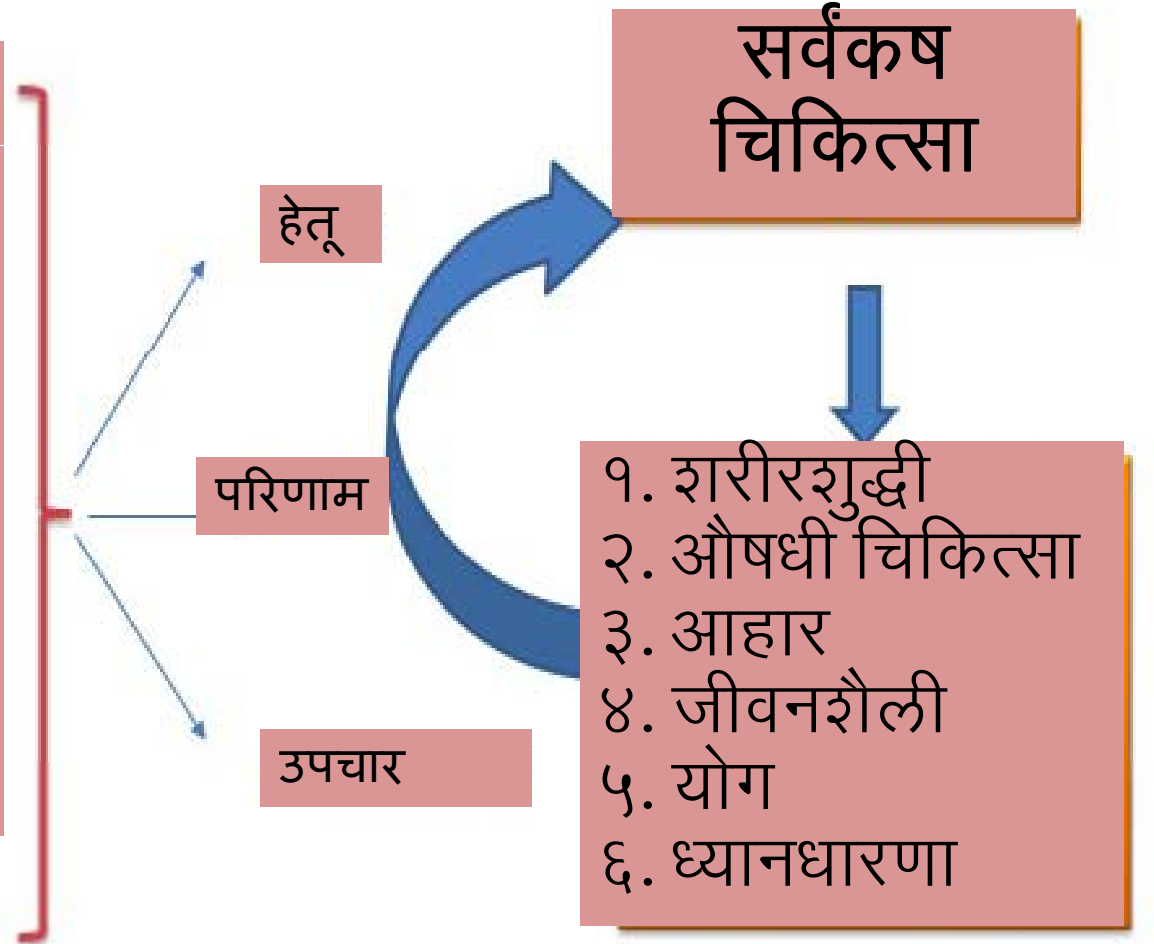 सर्वंकष
चिकित्सा
हेतू
परिणाम
उपचार
१. शरीरशुद्धी
२. औषधी चिकित्सा
३. आहार
४. जीवनशैली
५. योग
६. ध्यानधारणा